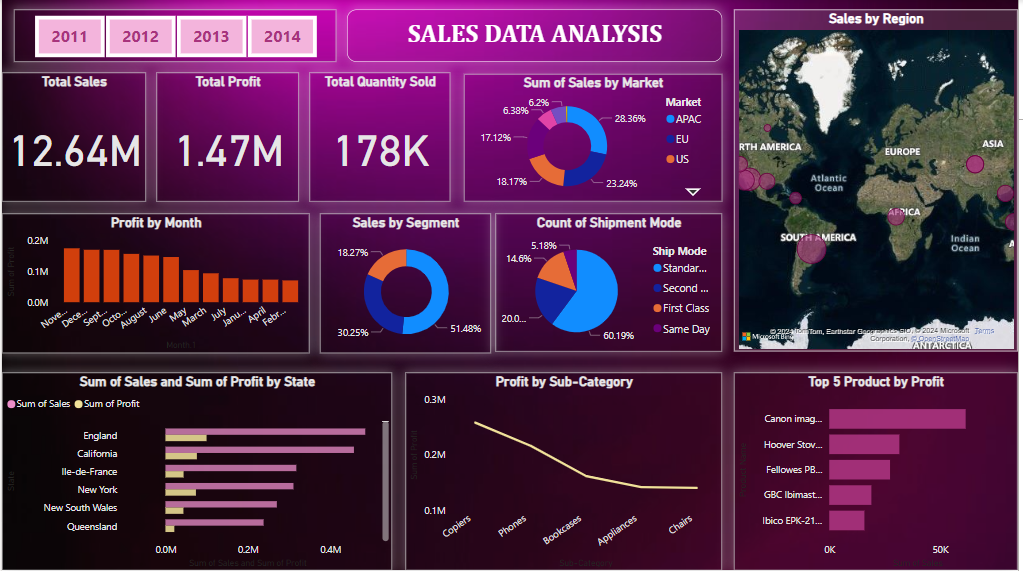 2011 2012 2013 2014
SALES DATA ANALYSIS
Sales by Region
Total Sales
12.64M
Total Profit
1.47M
Total Quantity Sold
178K
Sum of Sales by Market
6.2%
6.38%
17.12%
18.17%
28.36%
23.24%
Market
APAC
EU
US
RTH AMERICA
EUROPE
ASIA
Atlantic
Ocean
AFRICA
SOUTH AMERICA
Indian
Ocean
Microsoft Bing
© 2024 TomTom, Earthstar Geographics SIO, © 2024 Microsoft Terms
Corporation, © OpenStreetMap
ANTARCTICA
Profit by Month
0.2M
0.1M
0.0M
Nove...
Dece...
Sept...
Octo...
August
June
May
March
July
Janu...
April
Febr...
Month
Sales by Segment
18.27%
30.25%
51.48%
Count of Shipment Mode
5.18%
14.6%
20.0...
60.19%
Ship Mode
Standar...
Second ...
First Class
Same Day
Sum of Sales and Sum of Profit by State
Sum of Sales Sum of Profit
State
England
California
Ile-de-France
New York
New South Wales
Queensland
0.0M 0.2M 0.4M
Sum of Sales and Sum of Profit
Profit by Sub-Category
Sum of Profit
0.3M
0.2M
0.1M
Copiers
Phones
Bookcases
Appliances
Chairs
Sub-Category
Top 5 Product by Profit
Canon imag...
Hoover Stov...
Fellowes PB...
GBC Ibimast...
Ibico EPK-21...
0K 50K